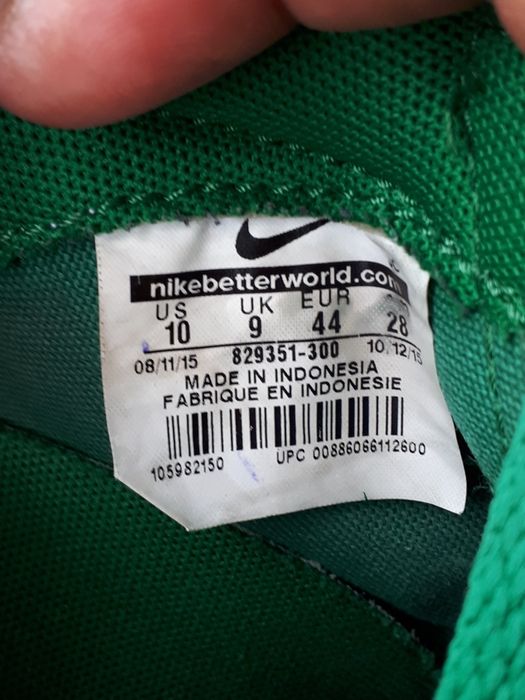 nikebetterworld.co
US UK EUR
10 9 44 28
08/11/15 829351-300 10/12/15
MADE IN INDONESIA
FABRIQUE EN INDONESIE
105982150 UPC 00886066112600